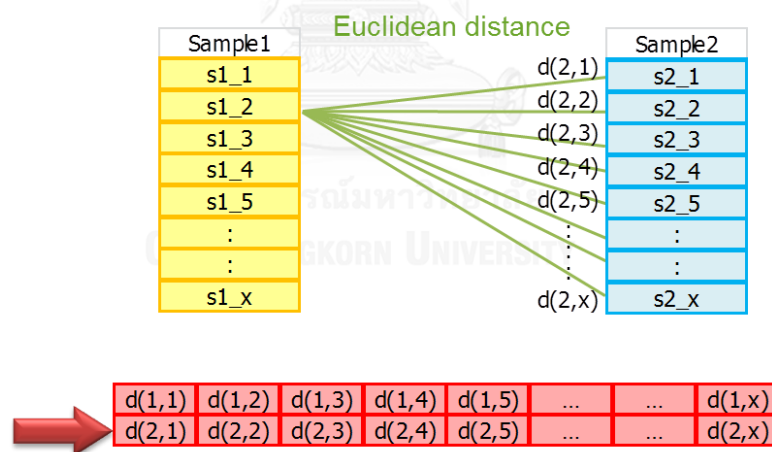 Euclidean distance
Sample1
s1_1
s1_2
s1_3
s1_4
s1_5
:
:
s1_x
d(2,1)
d(2,2)
d(2,3)
d(2,4)
d(2,5)
d(2,x)
Sample2
s2_1
s2_2
s2_3
s2_4
s2_5
:
:
s2_x
d(1,1) d(1,2) d(1,3) d(1,4) d(1,5) ... ... d(1,x)
d(2,1) d(2,2) d(2,3) d(2,4) d(2,5) ... ... d(2,x)